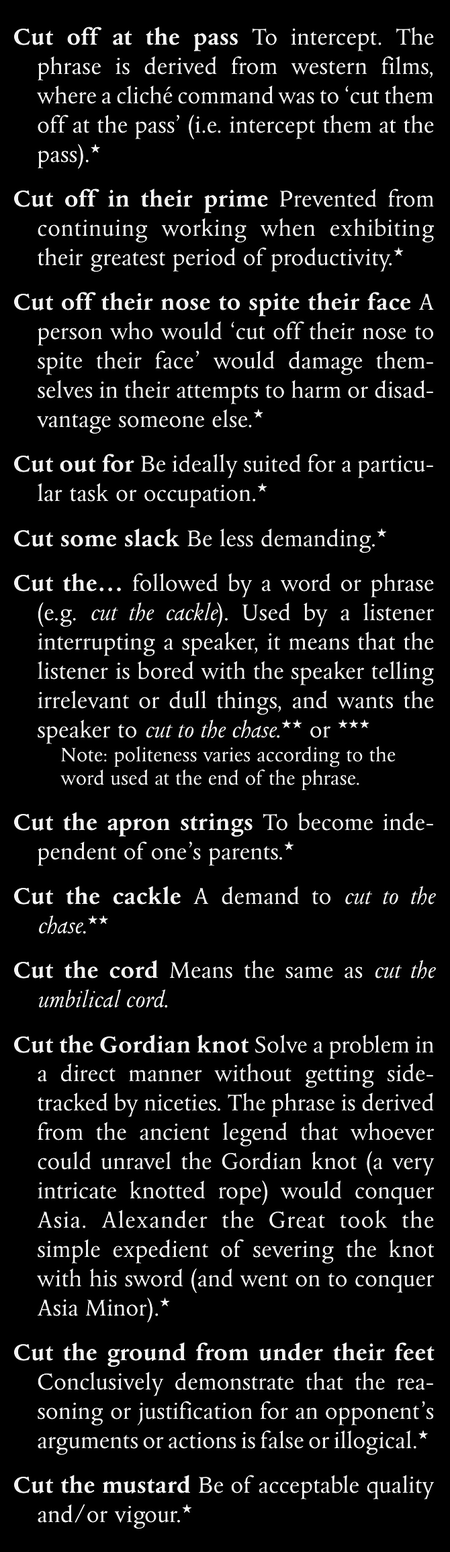 Cut off at the pass To intercept. The
phrase is derived from western films,
where a cliché command was to ‘cut them
off at the pass’ (i.e. intercept them at the
pass).★
Cut off in their prime Prevented from
continuing working when exhibiting
their greatest period of productivity.★
Cut off their nose to spite their face A
person who would ‘cut off their nose to
spite their face’ would damage them-
selves in their attempts to harm or disad-
vantage someone else.★
Cut out for Be ideally suited for a particu-
lar task or occupation.★
Cut some slack Be less demanding.★
Cut the… followed by a word or phrase
(e.g. cut the cackle). Used by a listener
interrupting a speaker, it means that the
listener is bored with the speaker telling
irrelevant or dull things, and wants the
speaker to cut to the chase.★★ or ★★★
Note: politeness varies according to the
word used at the end of the phrase.
Cut the apron strings To become inde-
pendent of one’s parents.★
Cut the cackle A demand to cut to the
chase.★★
Cut the cord Means the same as cut the
umbilical cord.
Cut the Gordian knot Solve a problem in
a direct manner without getting side-
tracked by niceties. The phrase is derived
from the ancient legend that whoever
could unravel the Gordian knot (a very
intricate knotted rope) would conquer
Asia. Alexander the Great took the
simple expedient of severing the knot
with his sword (and went on to conquer
Asia Minor).★
Cut the ground from under their feet
Conclusively demonstrate that the rea-
soning or justification for an opponent’s
arguments or actions is false or illogical.★
Cut the mustard Be of acceptable quality
and/or vigour.★